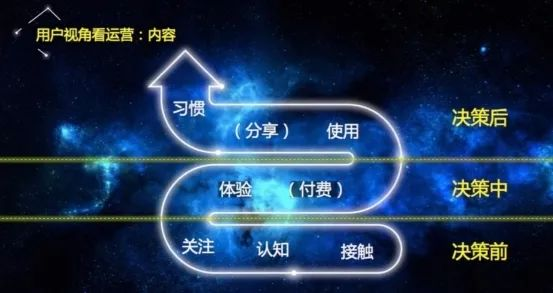 用户视角看运营：内容
习惯
（分享） 使用 决策后
体验 （付费） 决策中
关注 认知 接触 决策前